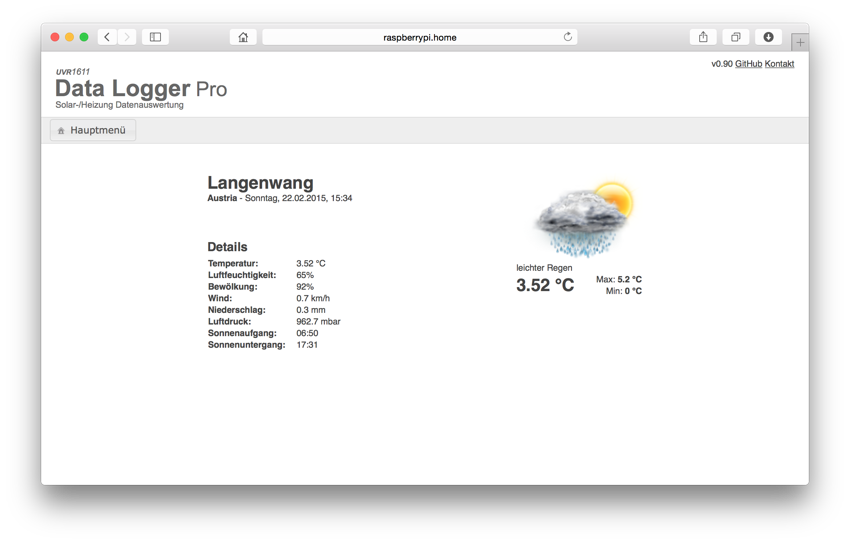 raspberrypi.home
v0.90 GitHub Kontakt
UVR1611
Data Logger Pro
Solar-/Heizung Datenauswertung
Hauptmenü
Langenwang
Austria - Sonntag, 22.02.2015, 15:34
Details
Temperatur: 3.52 °C
Luftfeuchtigkeit: 65%
Bewölkung: 92%
Wind: 0.7 km/h
Niederschlag: 0.3 mm
Luftdruck: 962.7 mbar
Sonnenaufgang: 06:50
Sonnenuntergang: 17:31
leichter Regen
3.52 °C
Max: 5.2 °C
Min: 0 °C